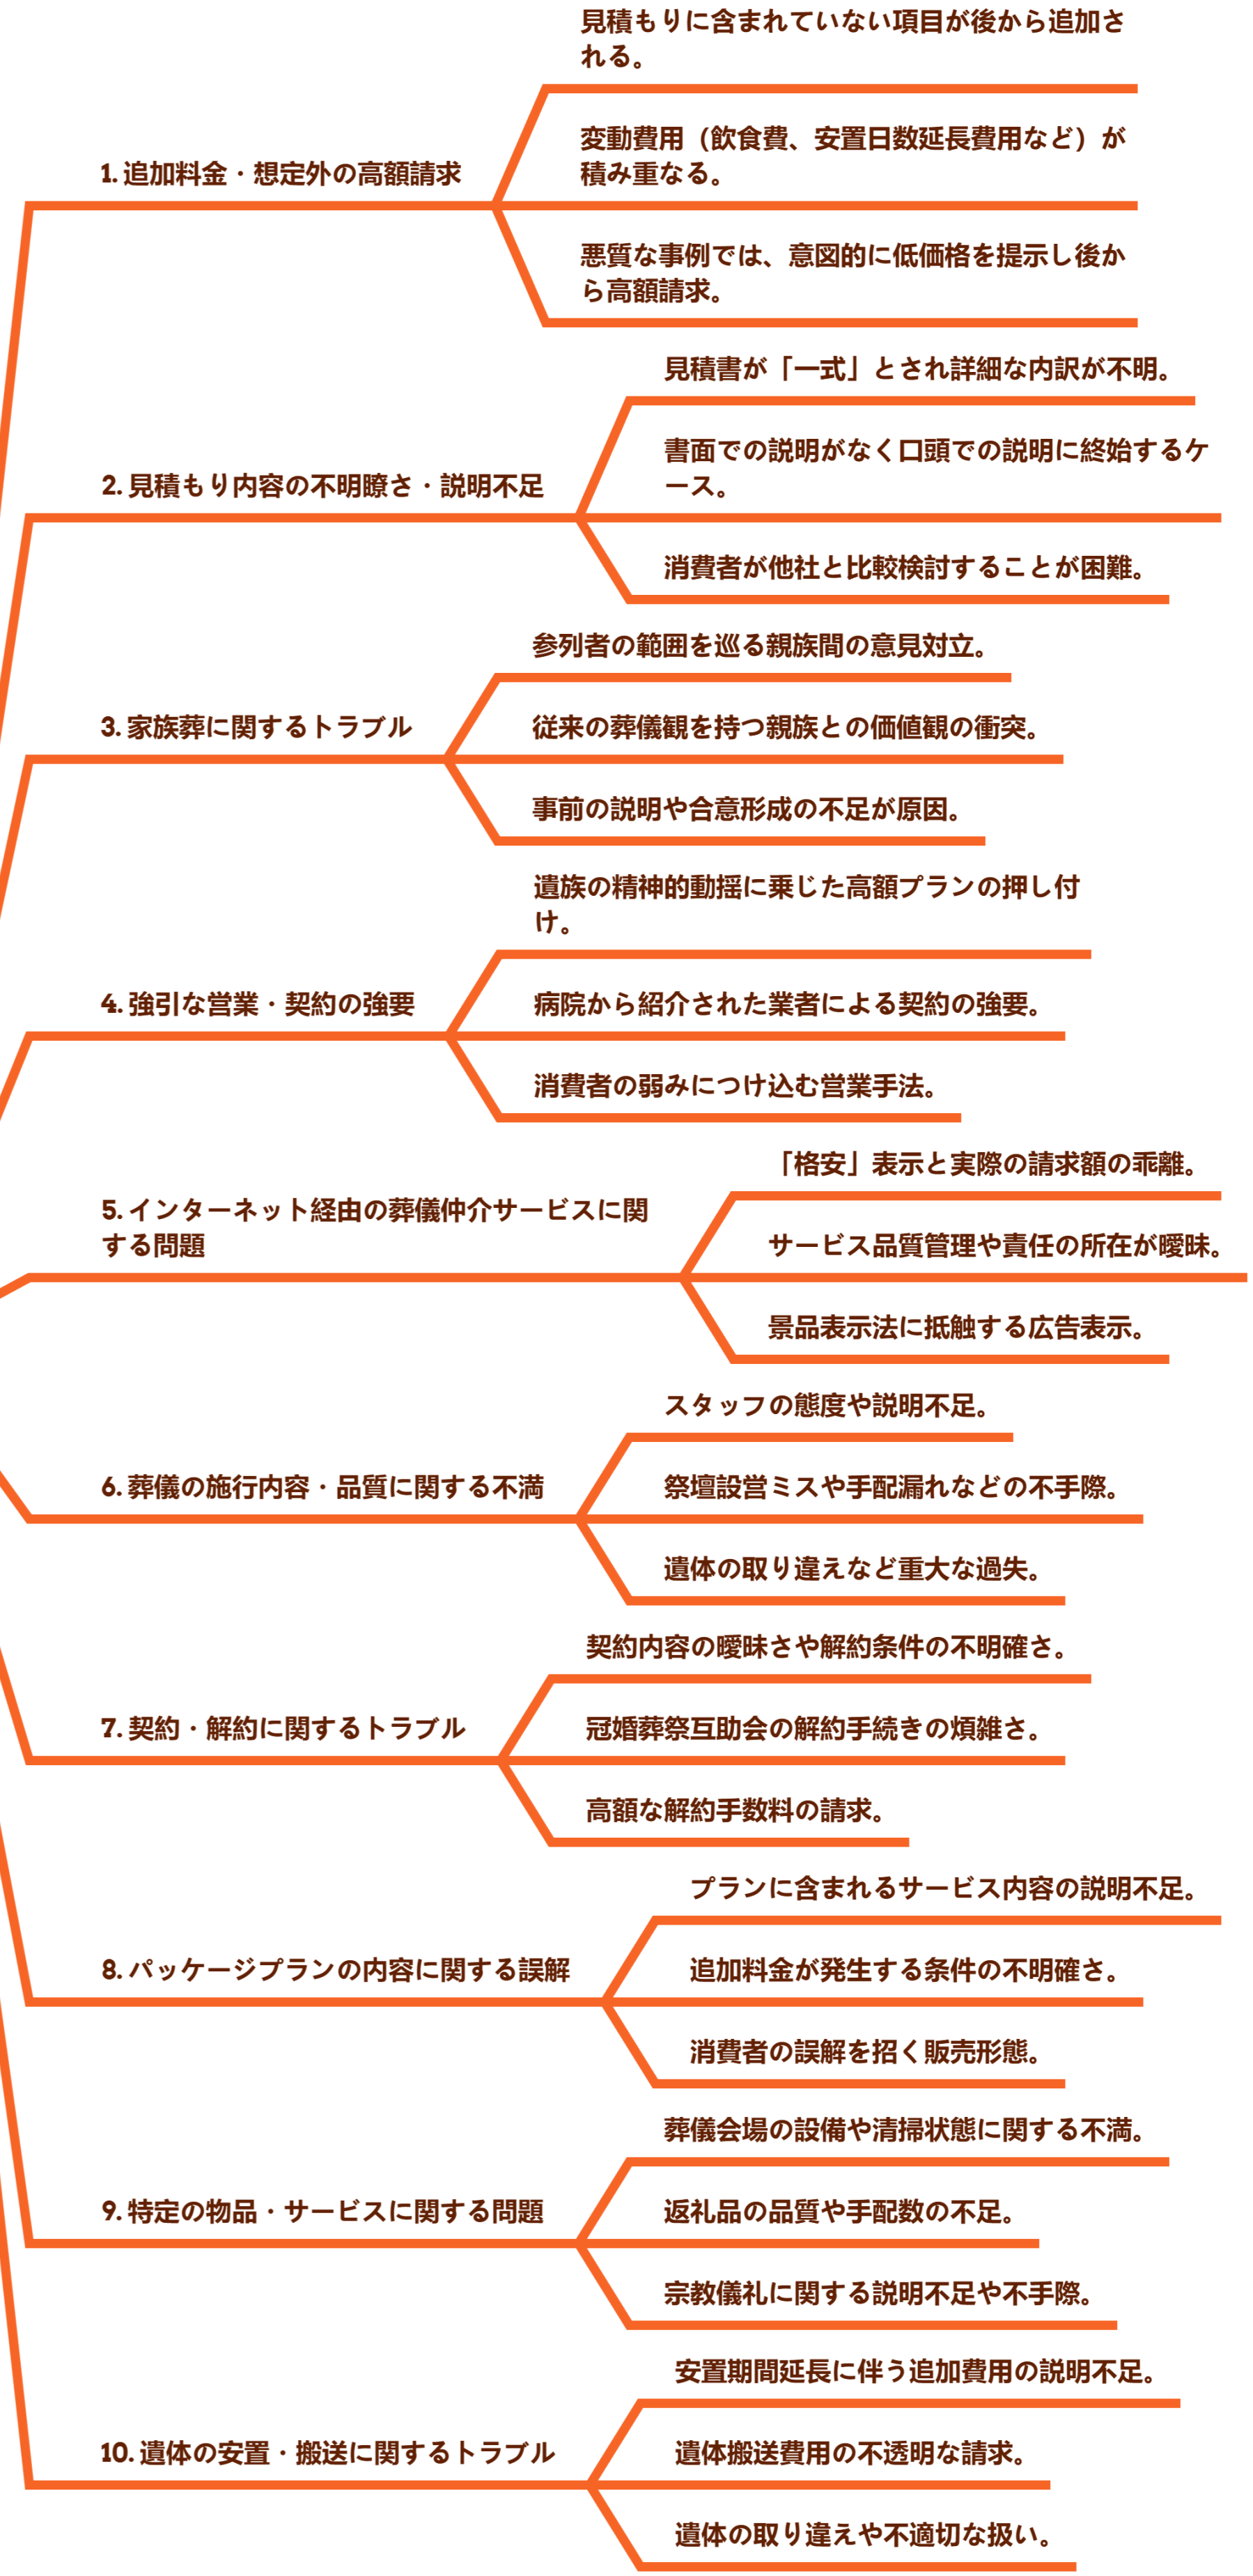 1. 追加料金・想定外の高額請求
見積もりに含まれていない項目が後から追加さ
れる。
変動費用（飲食費、安置日数延長費用など）が
積み重なる。
悪質な事例では、意図的に低価格を提示し後か
ら高額請求。
2. 見積もり内容の不明瞭さ・説明不足
見積書が「一式」とされ詳細な内訳が不明。
書面での説明がなく口頭での説明に終始するケ
ース。
消費者が他社と比較検討することが困難。
3. 家族葬に関するトラブル
参列者の範囲を巡る親族間の意見対立。
従来の葬儀観を持つ親族との価値観の衝突。
事前の説明や合意形成の不足が原因。
4. 強引な営業・契約の強要
遺族の精神的動揺に乗じた高額プランの押し付
け。
病院から紹介された業者による契約の強要。
消費者の弱みにつけ込む営業手法。
5. インターネット経由の葬儀仲介サービスに関
する問題
「格安」表示と実際の請求額の乖離。
サービス品質管理や責任の所在が曖昧。
景品表示法に抵触する広告表示。
6. 葬儀の施行内容・品質に関する不満
スタッフの態度や説明不足。
祭壇設営ミスや手配漏れなどの不手際。
遺体の取り違えなど重大な過失。
7. 契約・解約に関するトラブル
契約内容の曖昧さや解約条件の不明確さ。
冠婚葬祭互助会の解約手続きの煩雑さ。
高額な解約手数料の請求。
8. パッケージプランの内容に関する誤解
プランに含まれるサービス内容の説明不足。
追加料金が発生する条件の不明確さ。
消費者の誤解を招く販売形態。
9. 特定の物品・サービスに関する問題
葬儀会場の設備や清掃状態に関する不満。
返礼品の品質や手配数の不足。
宗教儀礼に関する説明不足や不手際。
10. 遺体の安置・搬送に関するトラブル
安置期間延長に伴う追加費用の説明不足。
遺体搬送費用の不透明な請求。
遺体の取り違えや不適切な扱い。